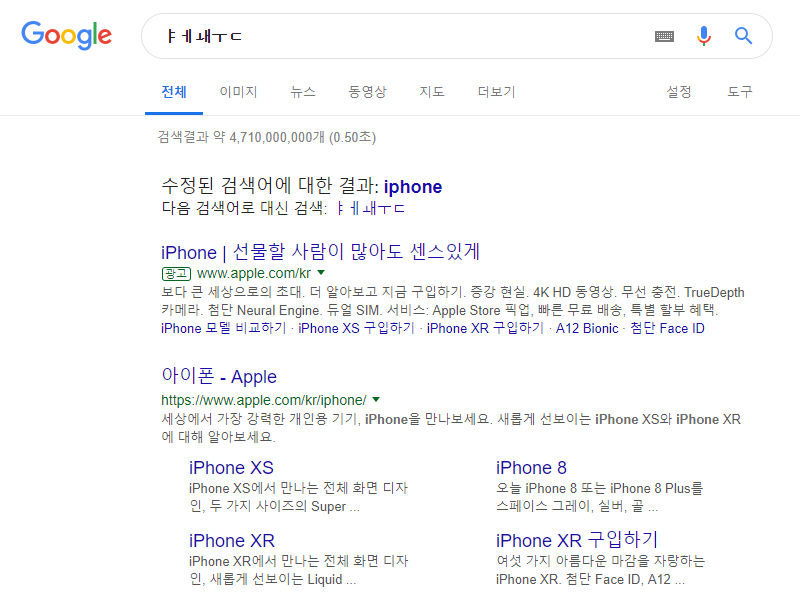 Google
ㅑㅔㅙㅜㄷ
전체 이미지 뉴스 동영상 지도 더보기 설정 도구
검색결과 약 4,710,000,000개 (0.50초)
수정된 검색어에 대한 결과: iphone
다음 검색어로 대신 검색: ㅑㅔㅙㅜㄷ
iPhone | 선물할 사람이 많아도 센스있게
광고 www.apple.com/kr
보다 큰 세상으로의 초대. 더 알아보고 지금 구입하기. 증강 현실. 4K HD 동영상. 무선 충전. TrueDepth
카메라. 첨단 Neural Engine. 듀얼 SIM. 서비스: Apple Store 픽업, 빠른 무료 배송, 특별 할부 혜택.
iPhone 모델 비교하기 · iPhone XS 구입하기 · iPhone XR 구입하기 · A12 Bionic · 첨단 Face ID
아이폰 - Apple
https://www.apple.com/kr/iphone/
세상에서 가장 강력한 개인용 기기, iPhone을 만나보세요. 새롭게 선보이는 iPhone XS와 iPhone XR
에 대해 알아보세요.
iPhone XS
iPhone XS에서 만나는 전체 화면 디자
인, 두 가지 사이즈의 Super ...
iPhone 8
오늘 iPhone 8 또는 iPhone 8 Plus를
스페이스 그레이, 실버, 골 ...
iPhone XR
iPhone XR에서 만나는 전체 화면 디자
인, 새롭게 선보이는 Liquid ...
iPhone XR 구입하기
여섯 가지 아름다운 마감을 자랑하는
iPhone XR. 첨단 Face ID, A12 ...